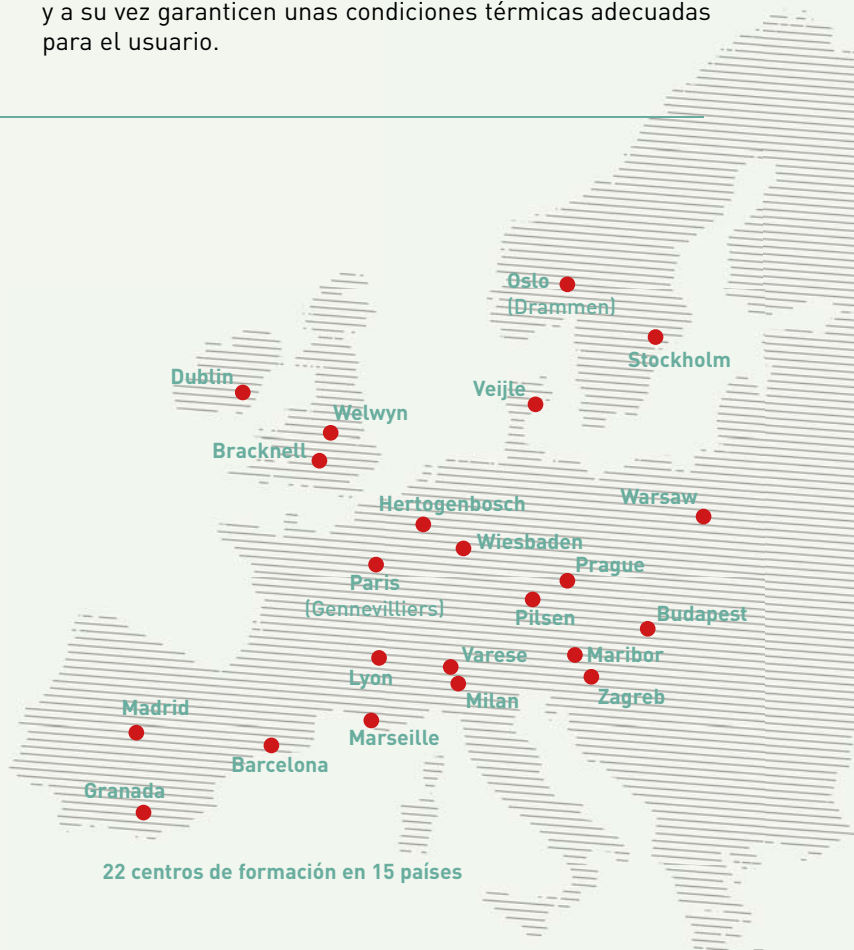 y a su vez garanticen unas condiciones térmicas adecuadas
para el usuario.
Oslo
(Drammen)
Stockholm
Dublin
Veijle
Welwyn
Bracknell
Warsaw
Hertogenbosch
Wiesbaden
Prague
Paris
(Gennevilliers)
Pilsen
Budapest
Varese
Maribor
Lyon
Milan
Zagreb
Madrid
Marseille
Barcelona
Granada
22 centros de formación en 15 países